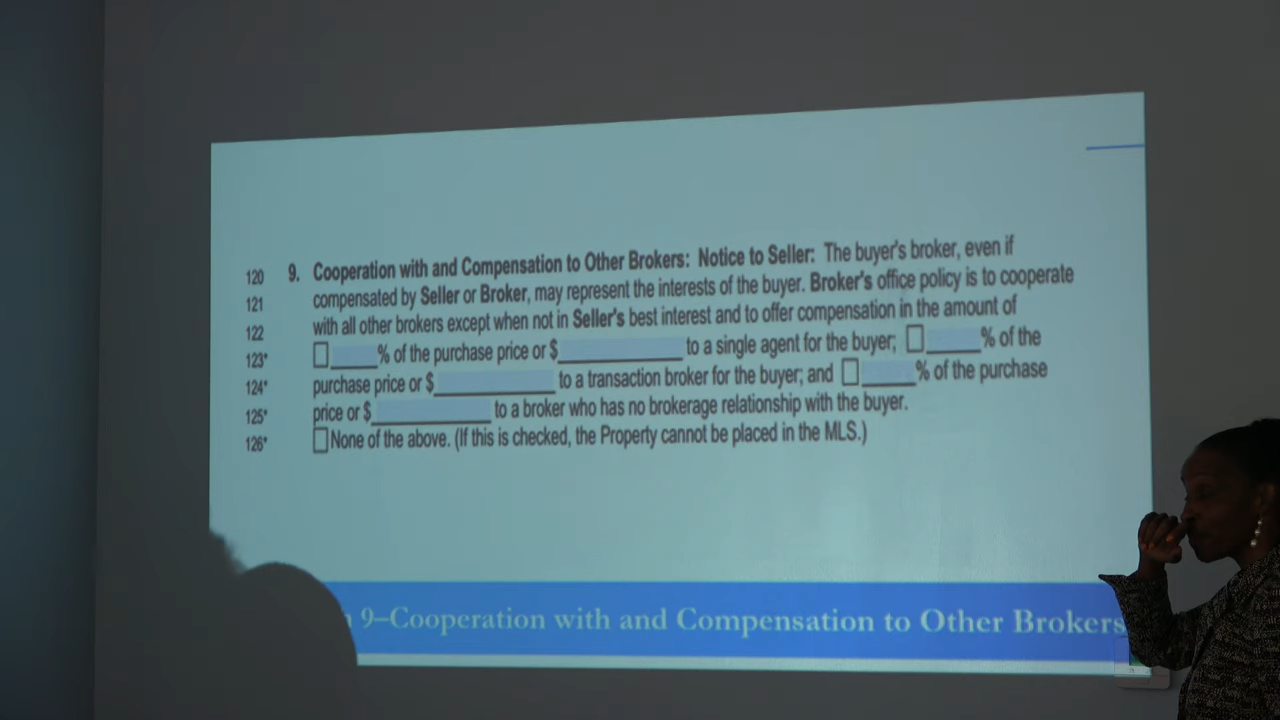 120 9. Cooperation with and Compensation to Other Brokers: Notice to Seller: The buyer's broker, even if
121 compensated by Seller or Broker, may represent the interests of the buyer. Broker's office policy is to cooperate
122 with all other brokers except when not in Seller's best interest and to offer compensation in the amount of
123* ☐ ____% of the purchase price or $____________ to a single agent for the buyer; ☐ _____% of the
124* purchase price or $____________ to a transaction broker for the buyer; and ☐ _____% of the purchase
125* price or $____________ to a broker who has no brokerage relationship with the buyer.
126* ☐ None of the above. (If this is checked, the Property cannot be placed in the MLS.)
9–Cooperation with and Compensation to Other Brokers